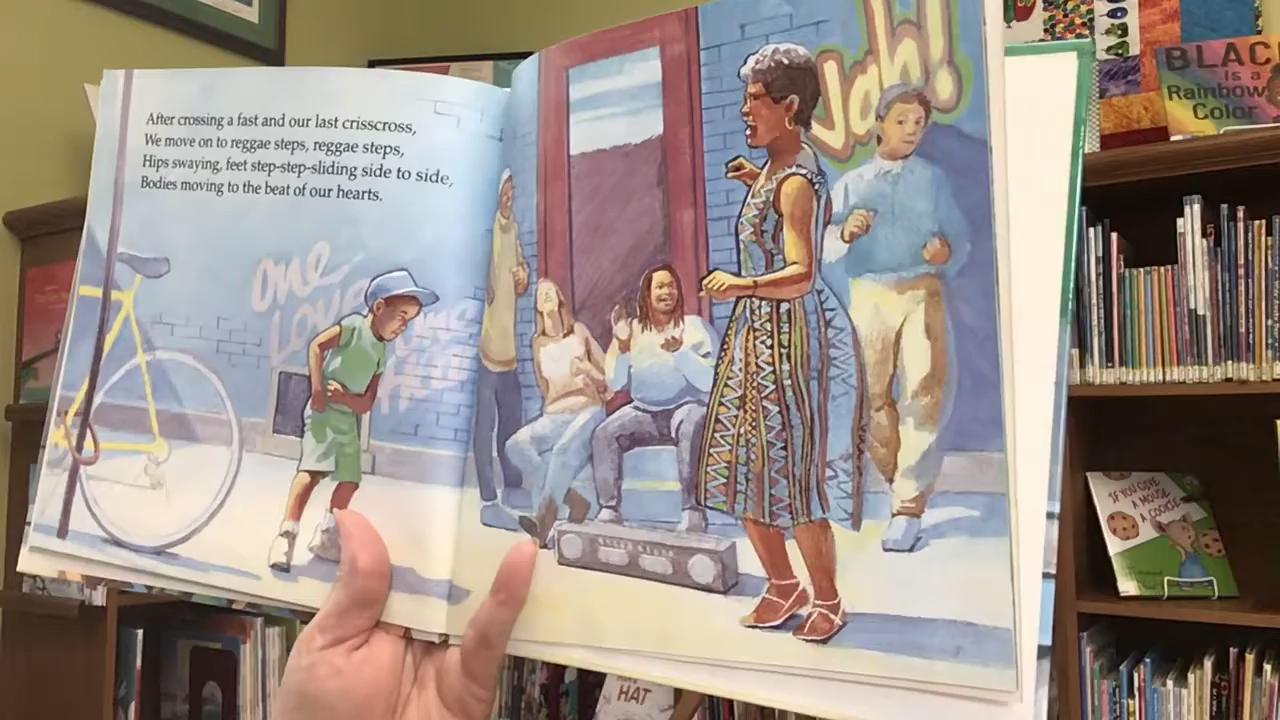 After crossing a fast and our last crisscross,
We move on to reggae steps, reggae steps,
Hips swaying, feet step-step-sliding side to side,
Bodies moving to the beat of our hearts.
One
Love
Jah!
BLACK
is a
Rainbow
Color
IF YOU GIVE
A MOUSE
A COOKIE
HAT